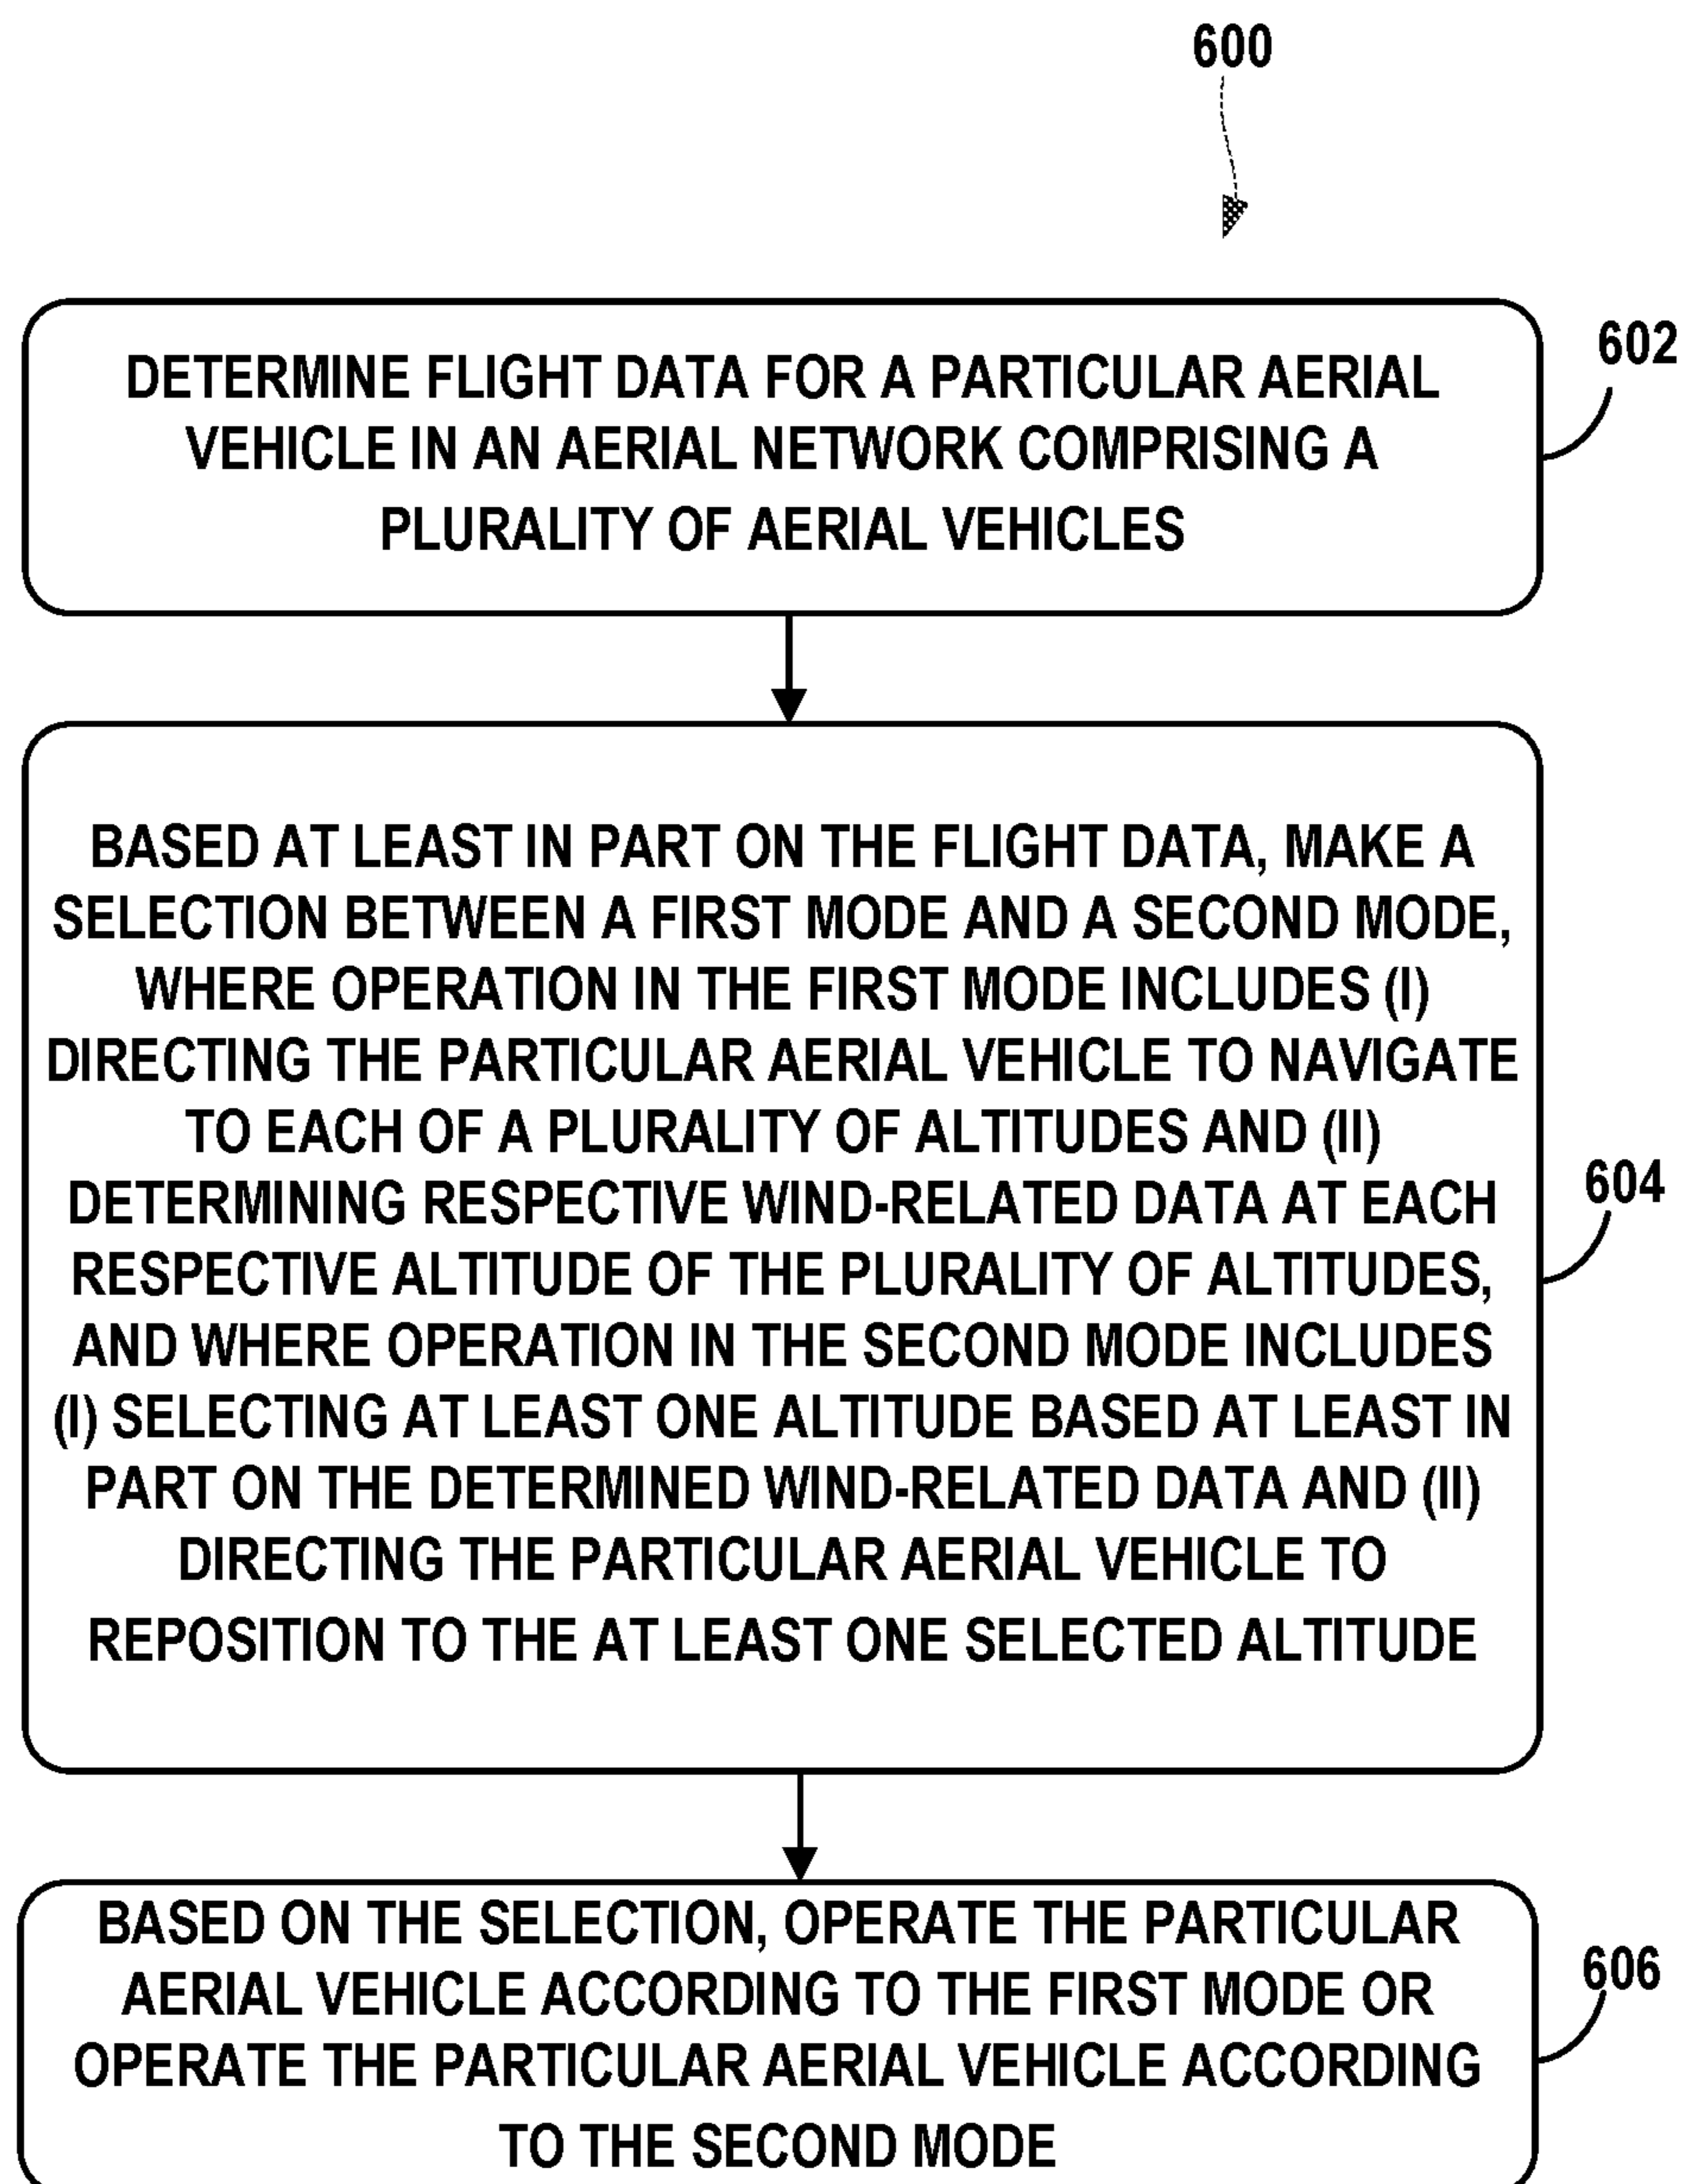 600
602
DETERMINE FLIGHT DATA FOR A PARTICULAR AERIAL
VEHICLE IN AN AERIAL NETWORK COMPRISING A
PLURALITY OF AERIAL VEHICLES
BASED AT LEAST IN PART ON THE FLIGHT DATA, MAKE A
SELECTION BETWEEN A FIRST MODE AND A SECOND MODE,
WHERE OPERATION IN THE FIRST MODE INCLUDES (I)
DIRECTING THE PARTICULAR AERIAL VEHICLE TO NAVIGATE
TO EACH OF A PLURALITY OF ALTITUDES AND (II)
DETERMINING RESPECTIVE WIND-RELATED DATA AT EACH
RESPECTIVE ALTITUDE OF THE PLURALITY OF ALTITUDES,
AND WHERE OPERATION IN THE SECOND MODE INCLUDES
(I) SELECTING AT LEAST ONE ALTITUDE BASED AT LEAST IN
PART ON THE DETERMINED WIND-RELATED DATA AND (II)
DIRECTING THE PARTICULAR AERIAL VEHICLE TO
REPOSITION TO THE AT LEAST ONE SELECTED ALTITUDE
604
BASED ON THE SELECTION, OPERATE THE PARTICULAR
AERIAL VEHICLE ACCORDING TO THE FIRST MODE OR
OPERATE THE PARTICULAR AERIAL VEHICLE ACCORDING
TO THE SECOND MODE
606